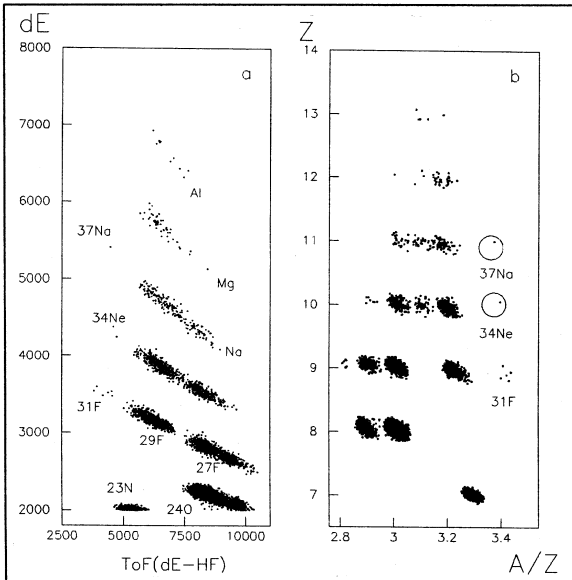 dE
8000
7000
6000
5000
4000
3000
2000
a
Al
37Na
Mg
34Ne
Na
31F
29F
27F
23N
24O
2500
5000
7500
10000
ToF(dE-HF)
Z
14
13
12
11
10
9
8
7
b
37Na
34Ne
31F
2.8
3
3.2
3.4
A/Z